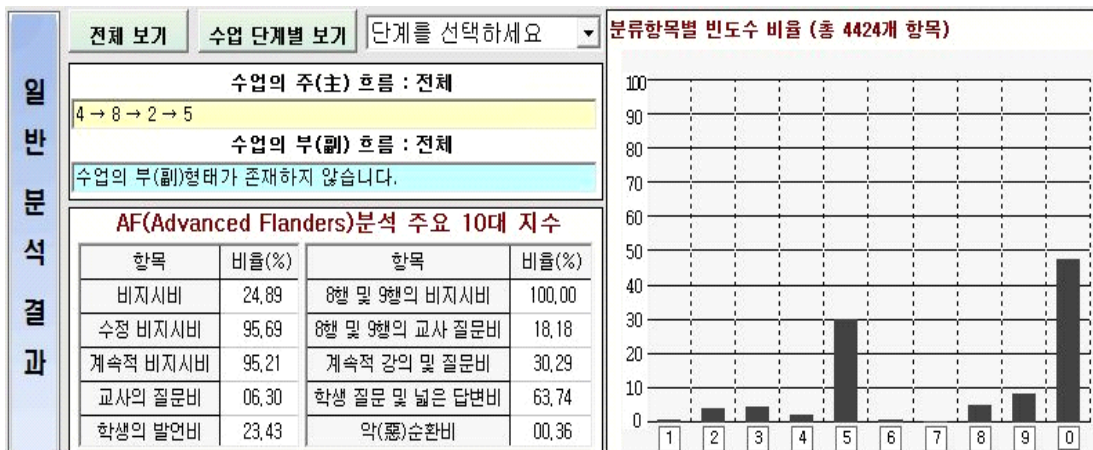 일반분석결과
전체 보기 수업 단계별 보기 단계를 선택하세요
수업의 주(主) 흐름 : 전체
4 → 8 → 2 → 5
수업의 부(副) 흐름 : 전체
수업의 부(副)형태가 존재하지 않습니다.
AF(Advanced Flanders)분석 주요 10대 지수
항목 비율(%) 항목 비율(%)
비지시비 24,89 8행 및 9행의 비지시비 100,00
수정 비지시비 95,69 8행 및 9행의 교사 질문비 18,18
계속적 비지시비 95,21 계속적 강의 및 질문비 30,29
교사의 질문비 06,30 학생 질문 및 넓은 답변비 63,74
학생의 발언비 23,43 악(惡)순환비 00,36
분류항목별 빈도수 비율 (총 4424개 항목)
100
90
80
70
60
50
40
30
20
10
0
1 2 3 4 5 6 7 8 9 0